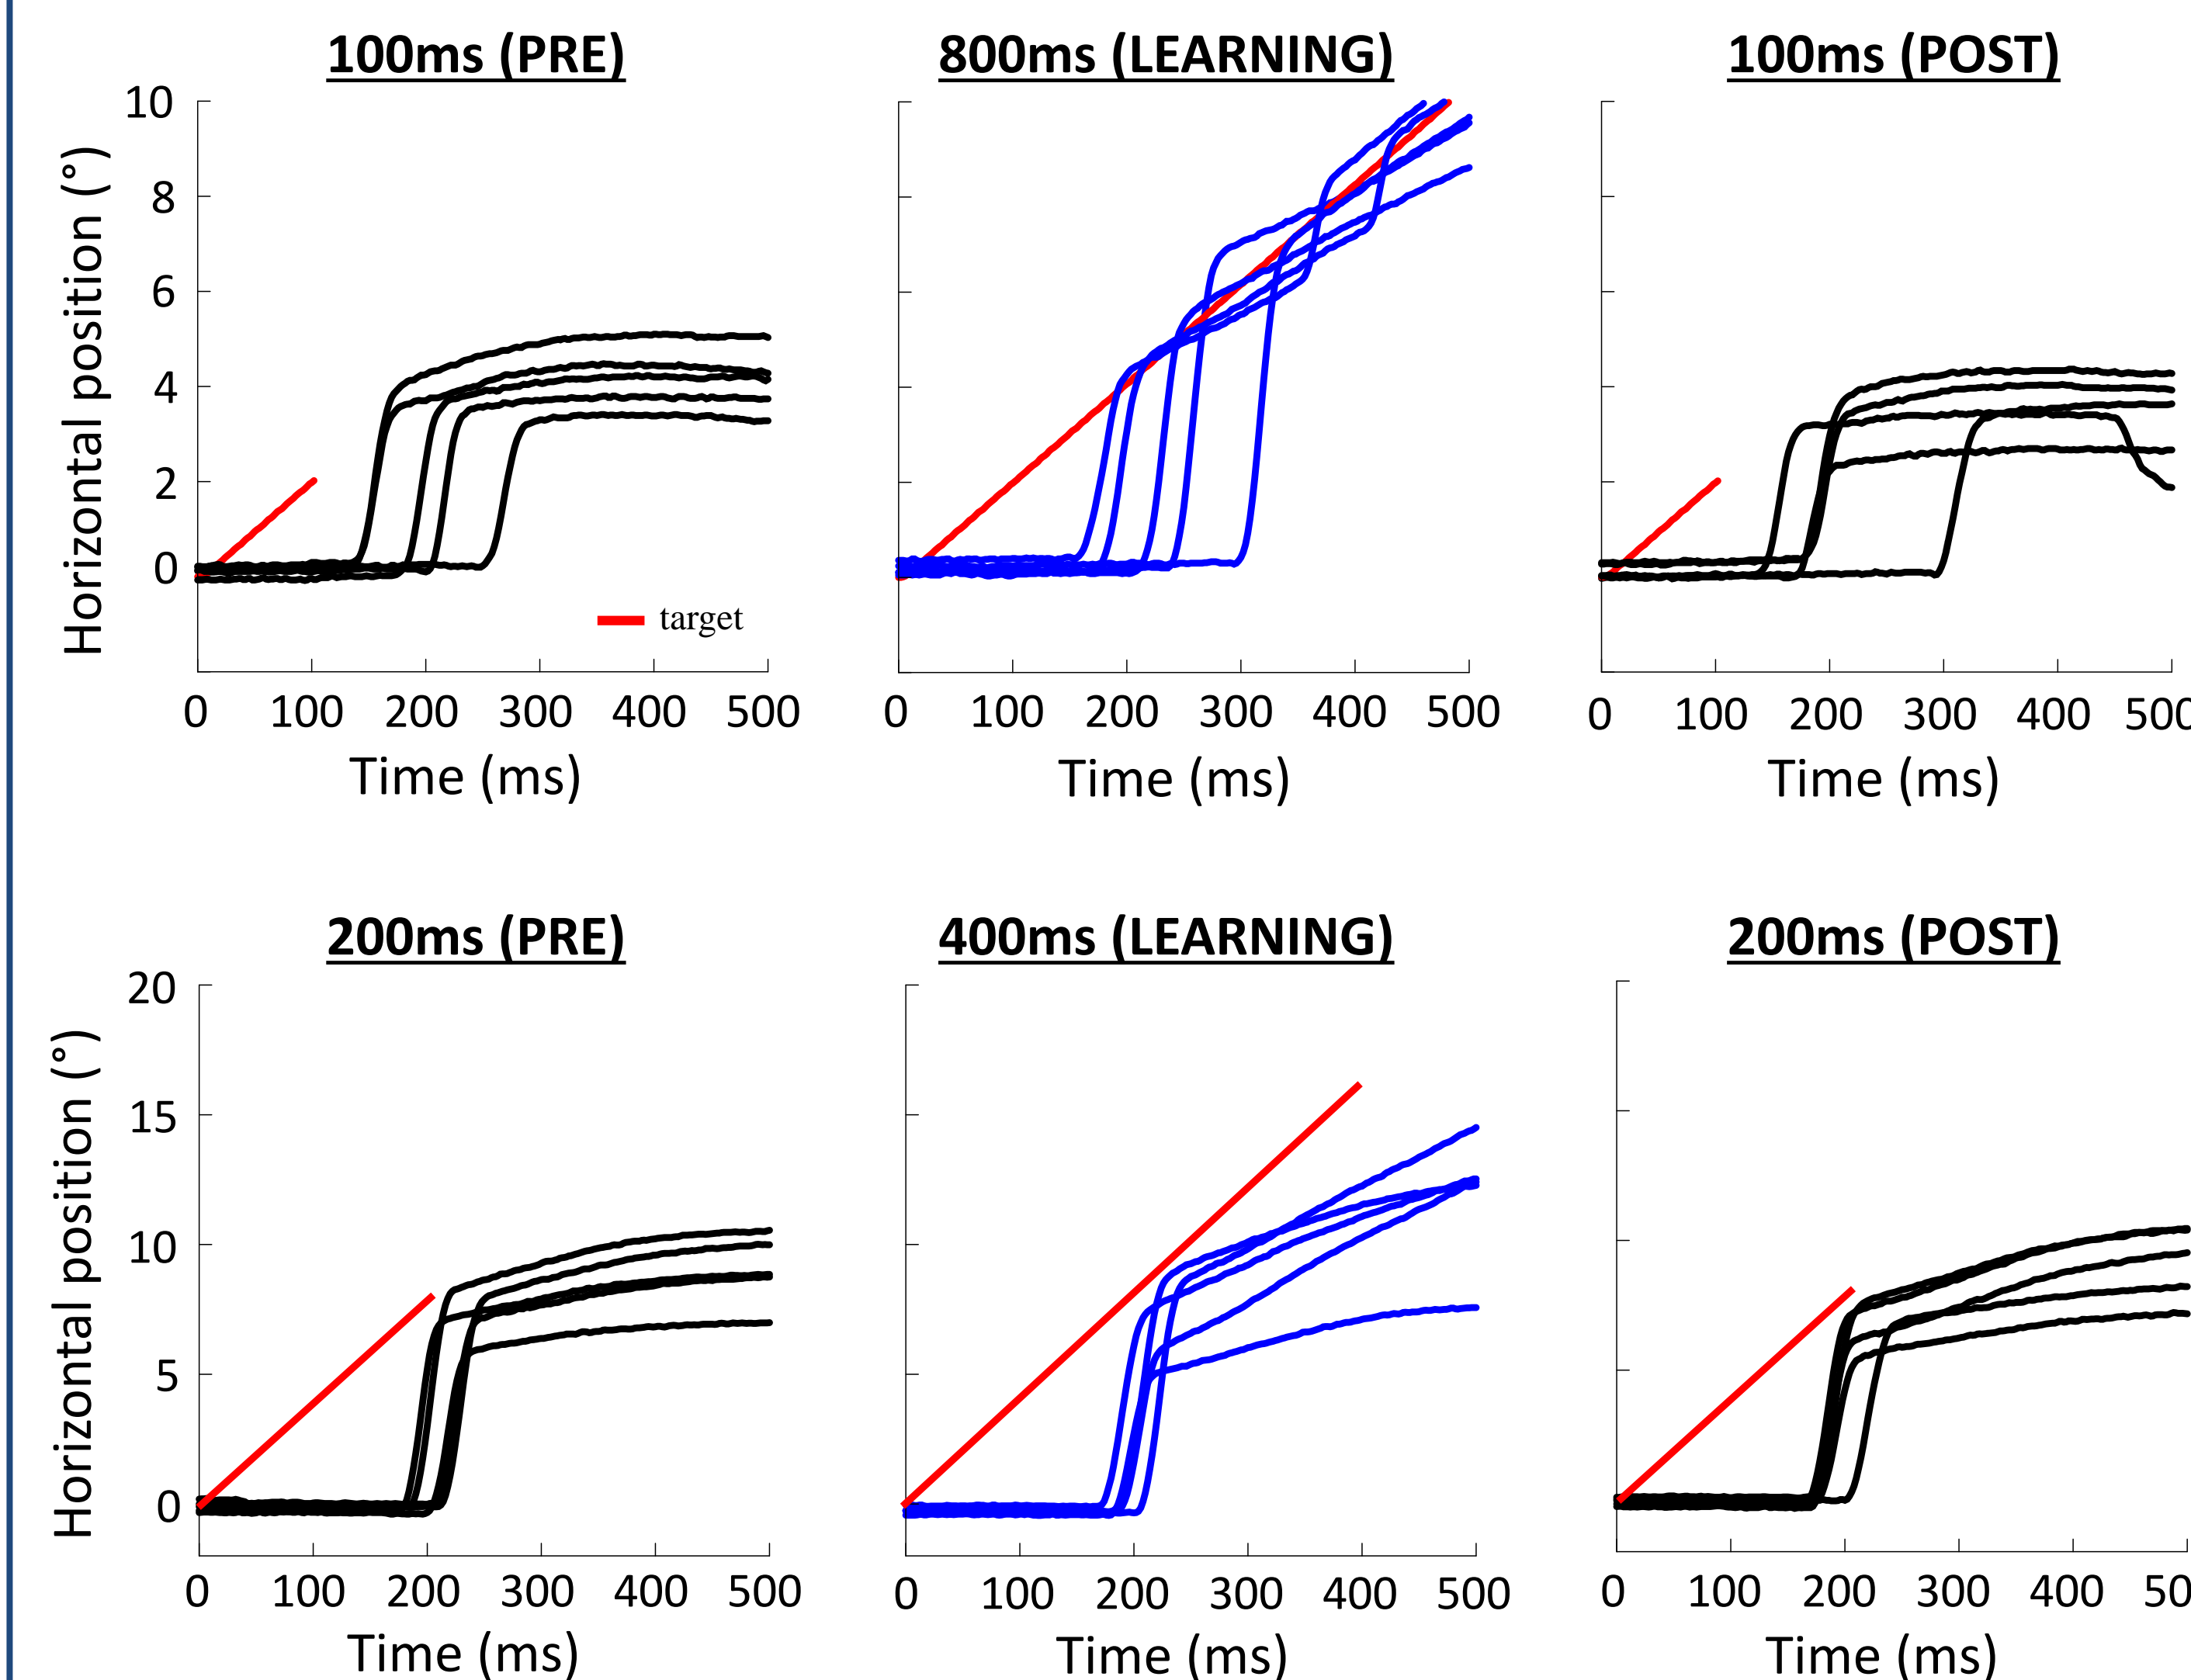 100ms (PRE)
800ms (LEARNING)
100ms (POST)
Horizontal position (°)
10
8
6
4
2
0
target
0 100 200 300 400 500
0 100 200 300 400 500
0 100 200 300 400 500
Time (ms)
Time (ms)
Time (ms)
200ms (PRE)
400ms (LEARNING)
200ms (POST)
Horizontal position (°)
20
15
10
5
0
0 100 200 300 400 500
0 100 200 300 400 500
0 100 200 300 400 50
Time (ms)
Time (ms)
Time (ms)